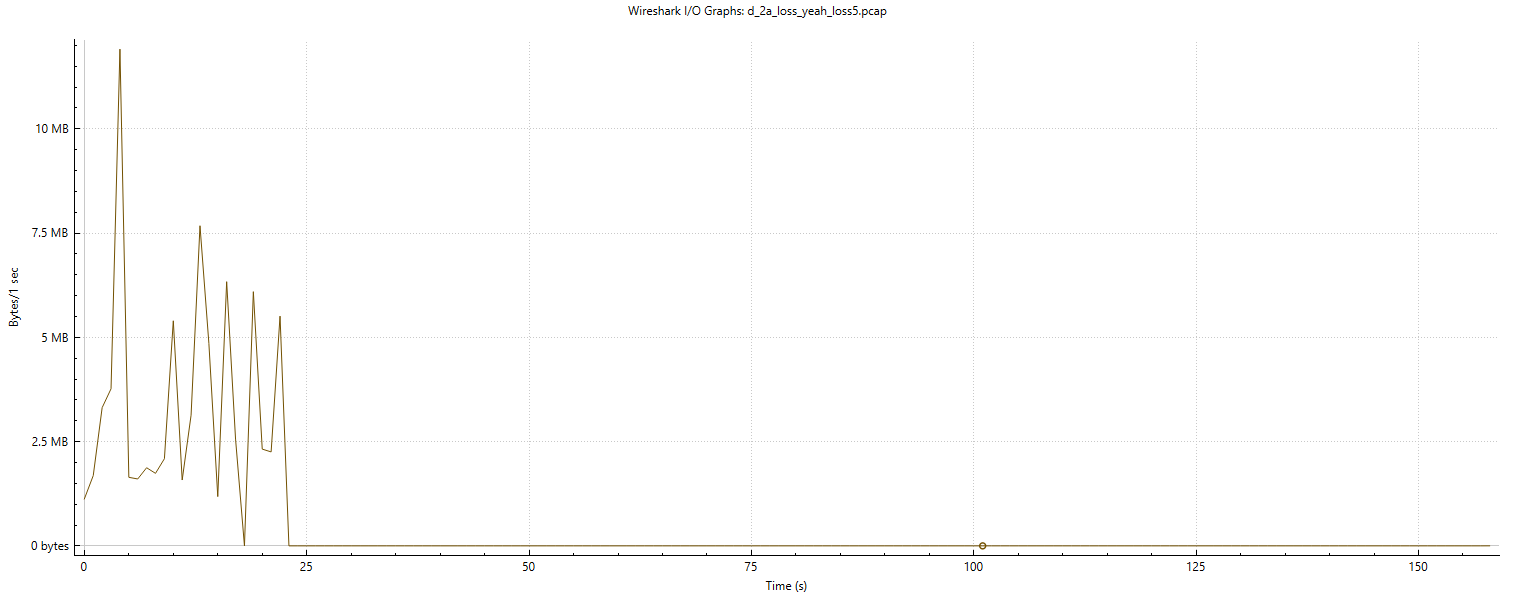 Wireshark I/O Graphs: d_2a_loss_yeah_loss5.pcap
Bytes/1 sec
10 MB
7.5 MB
5 MB
2.5 MB
0 bytes
0 25 50 75 100 125 150
Time (s)